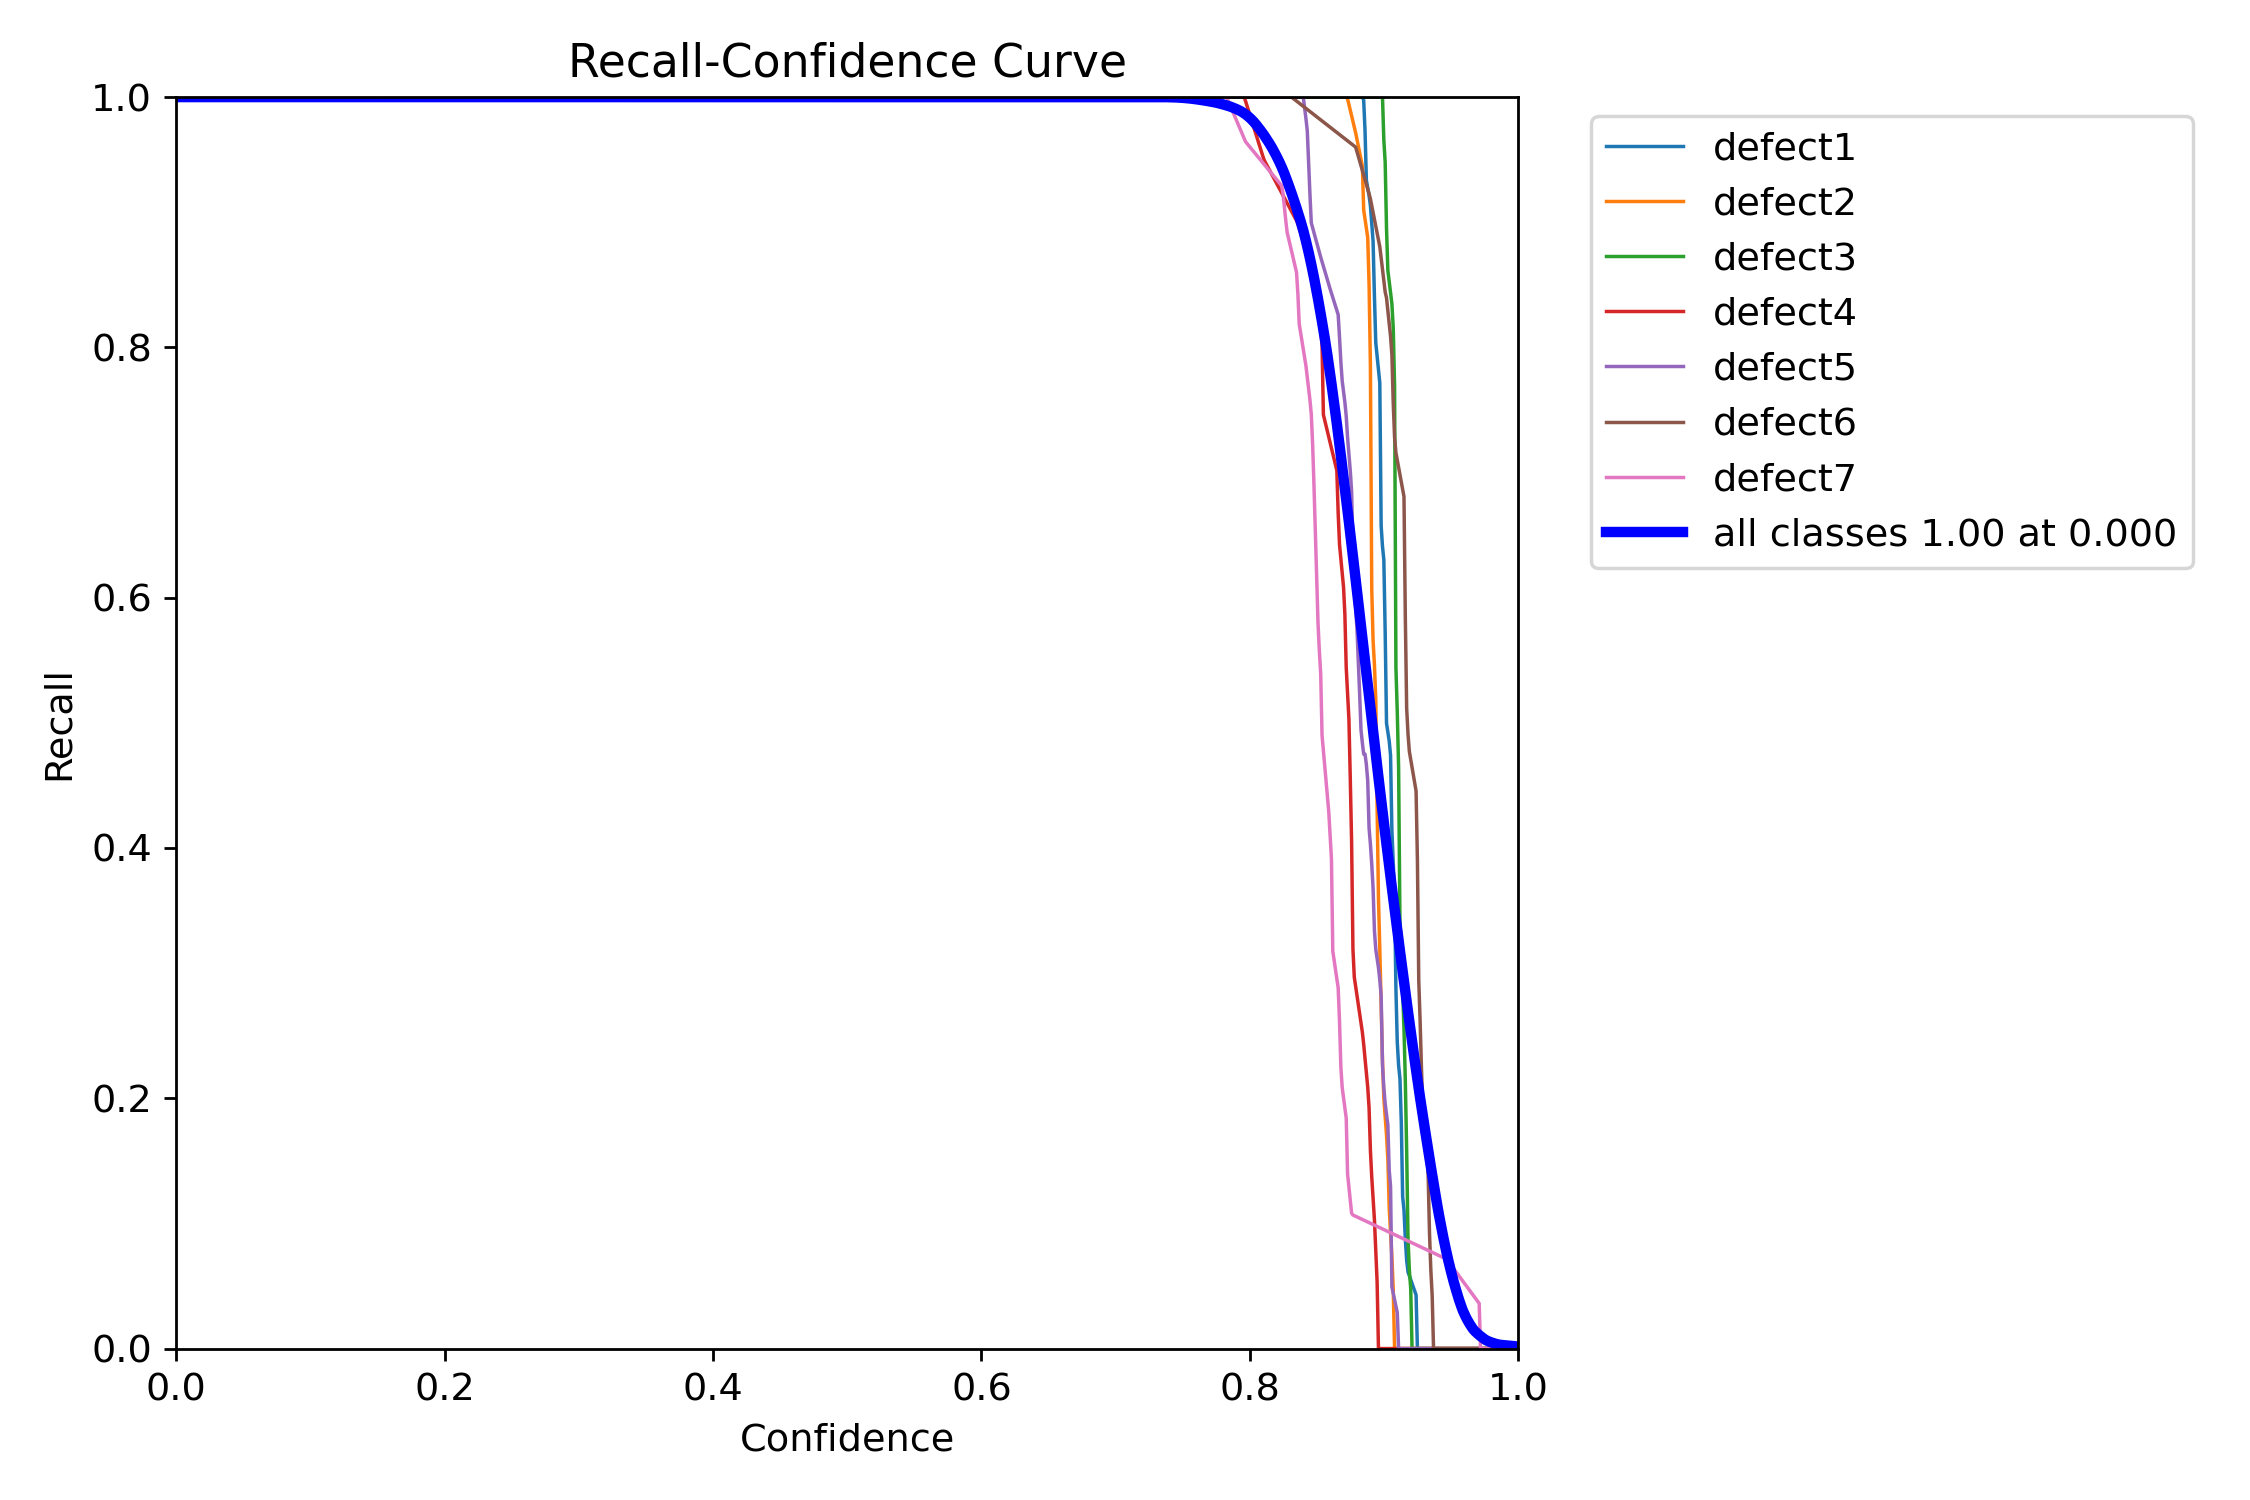 Recall-Confidence Curve
1.0
0.8
0.6
0.4
0.2
0.0
Recall
0.0 0.2 0.4 0.6 0.8 1.0
Confidence
defect1
defect2
defect3
defect4
defect5
defect6
defect7
all classes 1.00 at 0.000